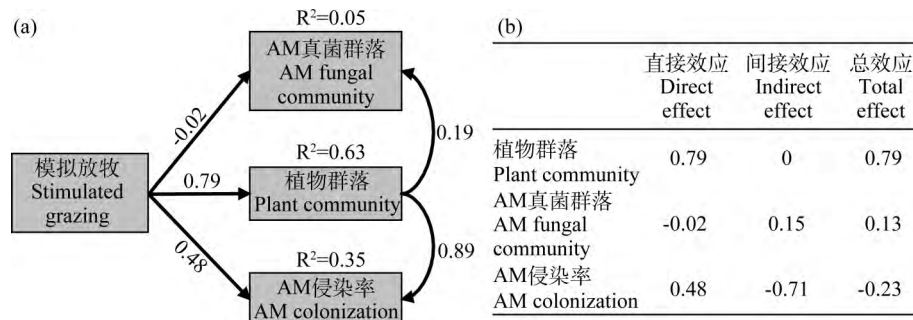 (a)
R²=0.05
AM真菌群落
AM fungal
community
-0.02
0.19
模拟放牧
Stimulated
grazing
0.79
R²=0.63
植物群落
Plant community
0.48
0.89
R²=0.35
AM侵染率
AM colonization
(b)
直接效应 间接效应 总效应
Direct Indirect Total
effect effect effect
植物群落
Plant community 0.79 0 0.79
AM真菌群落
AM fungal -0.02 0.15 0.13
community
AM侵染率
AM colonization 0.48 -0.71 -0.23